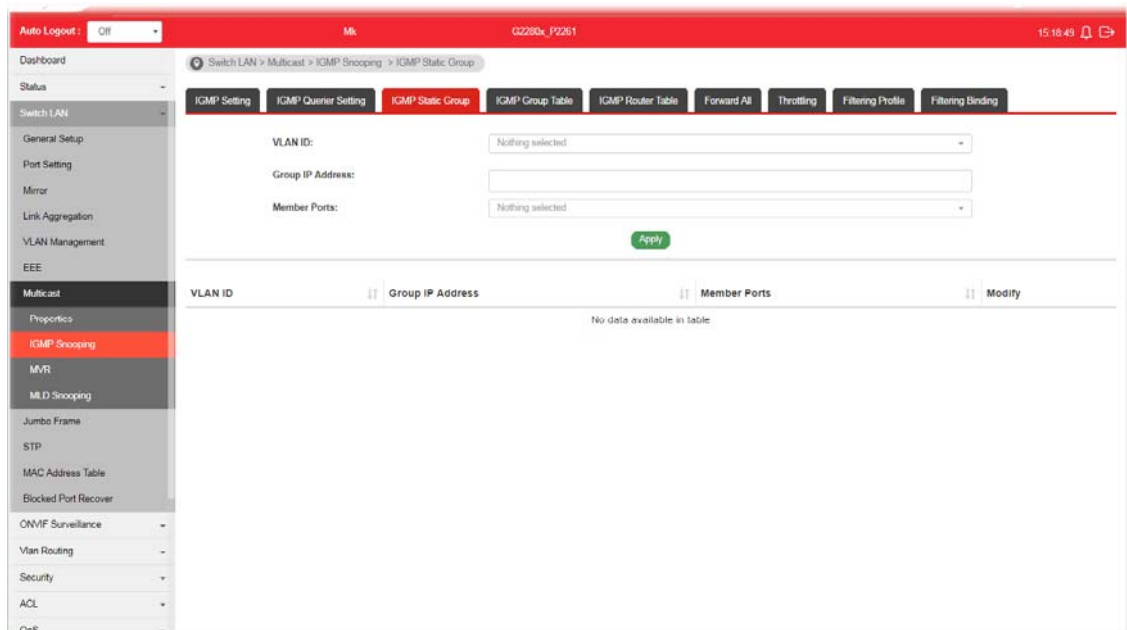 Auto Logout : Off Mk G2280x_P2261 15:18:49
Dashboard
Status
Switch LAN
General Setup
Port Setting
Mirror
Link Aggregation
VLAN Management
EEE
Multicast
Properties
IGMP Snooping
MVR
MLD Snooping
Jumbo Frame
STP
MAC Address Table
Blocked Port Recover
ONVIF Surveillance
Vlan Routing
Security
ACL
QoS
Switch LAN > Multicast > IGMP Snooping > IGMP Static Group
IGMP Setting IGMP Querier Setting IGMP Static Group IGMP Group Table IGMP Router Table Forward All Throttling Filtering Profile Filtering Binding
VLAN ID: Nothing selected
Group IP Address:
Member Ports: Nothing selected
Apply
VLAN ID Group IP Address Member Ports Modify
No data available in table